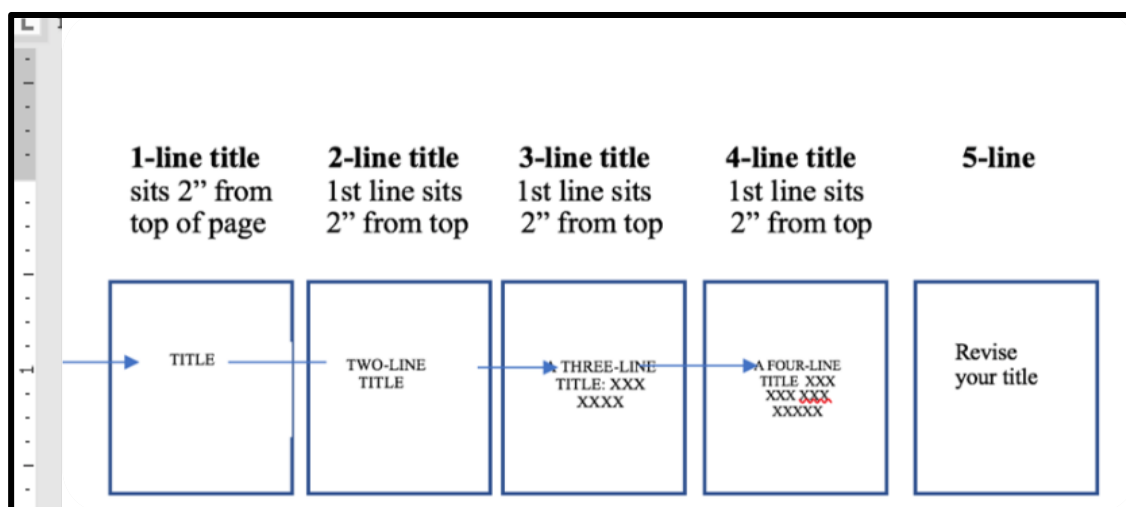 L
1-line title
sits 2” from
top of page
2-line title
1st line sits
2” from top
3-line title
1st line sits
2” from top
4-line title
1st line sits
2” from top
5-line
1
TITLE
TWO-LINE
TITLE
A THREE-LINE
TITLE: XXX
XXXX
A FOUR-LINE
TITLE XXX
XXX XXX
XXXXX
Revise
your title